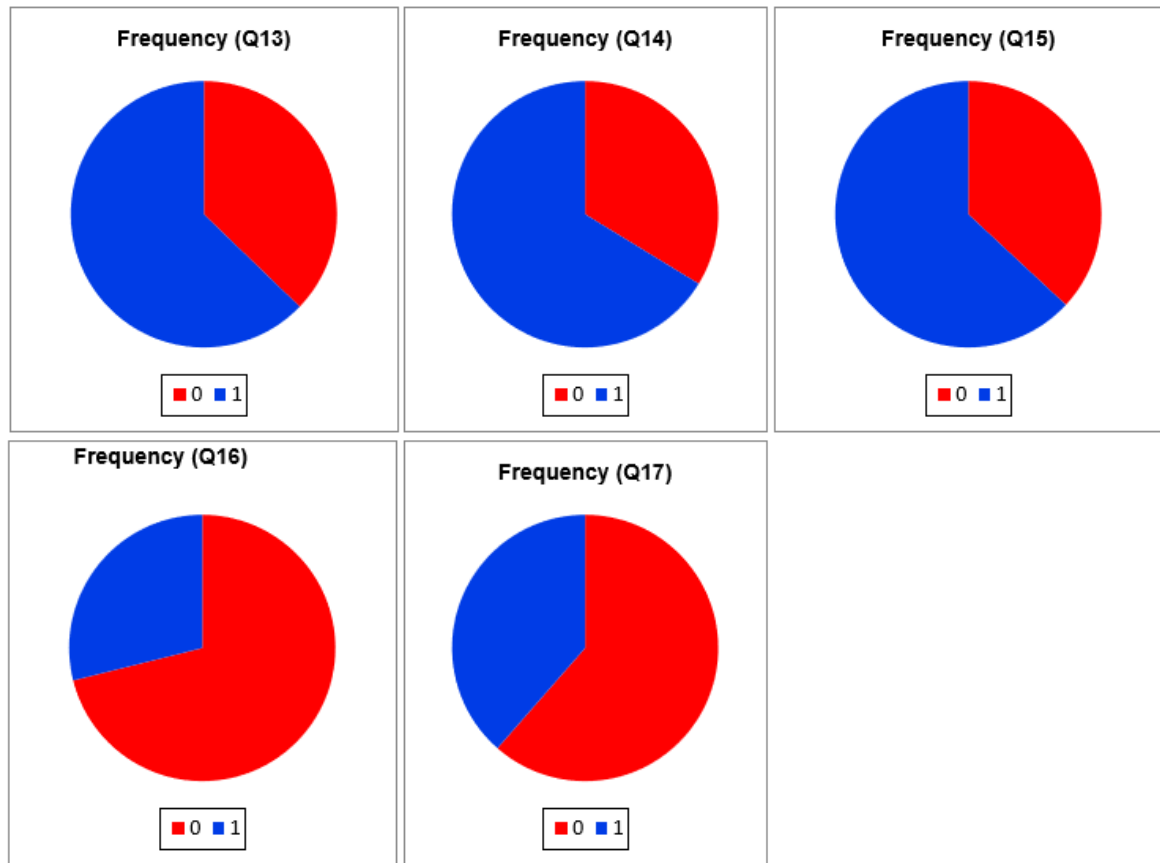 Frequency (Q13)
0 1
Frequency (Q14)
0 1
Frequency (Q15)
0 1
Frequency (Q16)
0 1
Frequency (Q17)
0 1